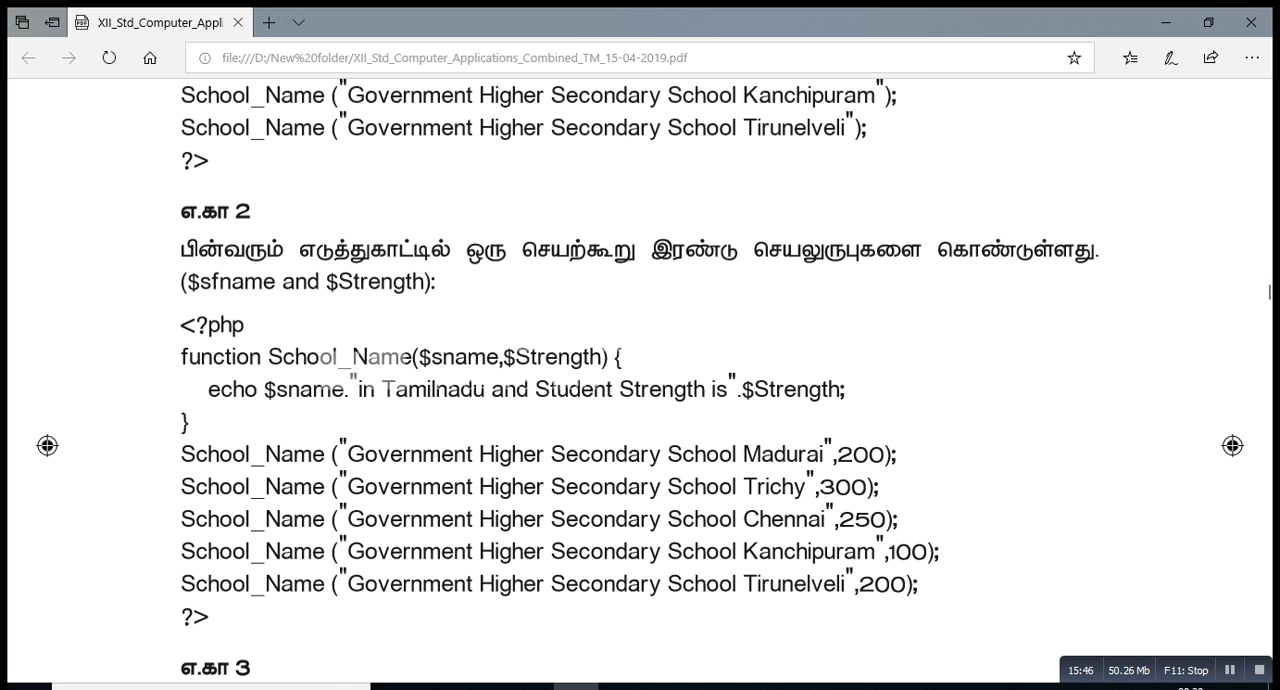 XII_Std_Computer_Appl
file:///D:/New%20folder/XII_Std_Computer_Applications_Combined_TM_15-04-2019.pdf
School_Name ("Government Higher Secondary School Kanchipuram");
School_Name ("Government Higher Secondary School Tirunelveli");
?>
எ.கா 2
பின்வரும் எடுத்துகாட்டில் ஒரு செயற்கூறு இரண்டு செயலுருபுகளை கொண்டுள்ளது.
($sfname and $Strength):
<?php
function School_Name($sname,$Strength) {
echo $sname."in Tamilnadu and Student Strength is".$Strength;
}
School_Name ("Government Higher Secondary School Madurai",200);
School_Name ("Government Higher Secondary School Trichy",300);
School_Name ("Government Higher Secondary School Chennai",250);
School_Name ("Government Higher Secondary School Kanchipuram",100);
School_Name ("Government Higher Secondary School Tirunelveli",200);
?>
எ.கா 3
15:46 50.26 Mb F11: Stop